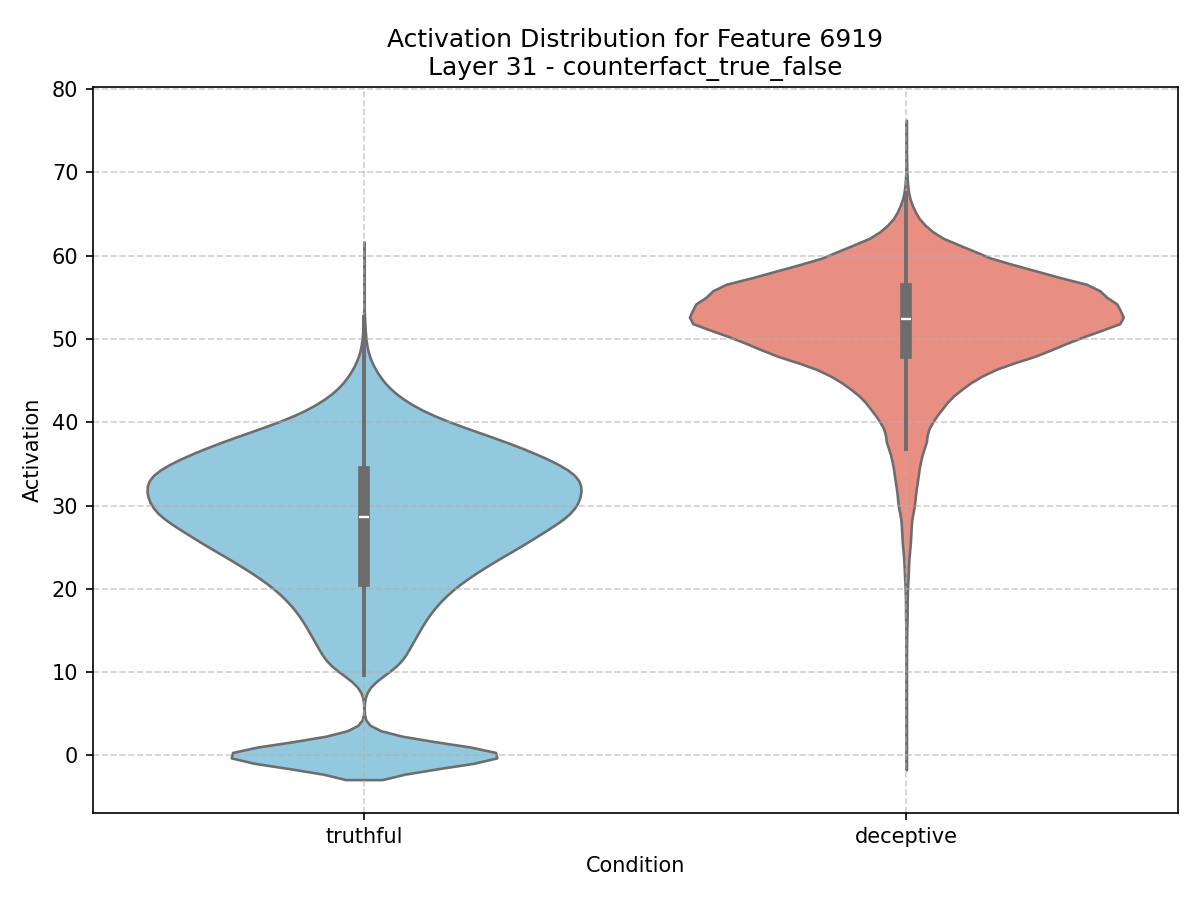 Activation Distribution for Feature 6919
Layer 31 - counterfact_true_false
80
70
60
50
40
30
20
10
0
Activation
truthful
deceptive
Condition